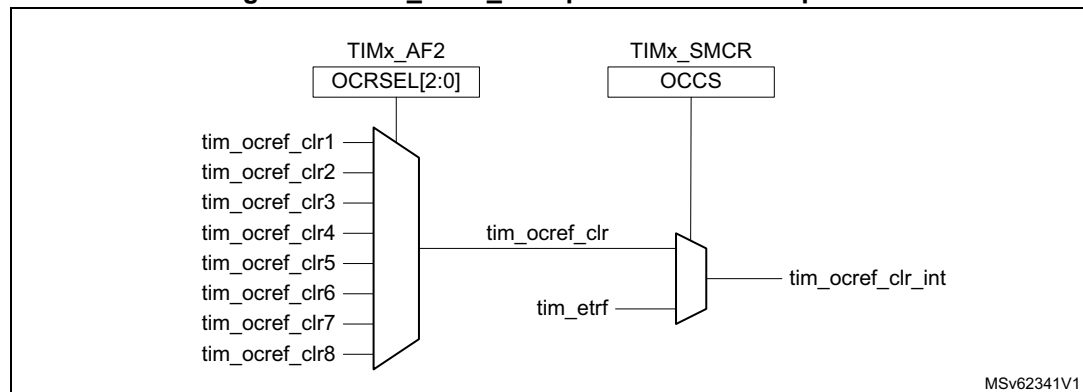 TIMx_AF2
TIMx_SMCR
OCRSEL[2:0]
OCCS
tim_ocref_clr1
tim_ocref_clr2
tim_ocref_clr3
tim_ocref_clr4
tim_ocref_clr
tim_ocref_clr5
tim_ocref_clr_int
tim_ocref_clr6
tim_etrf
tim_ocref_clr7
tim_ocref_clr8
MSv62341V1